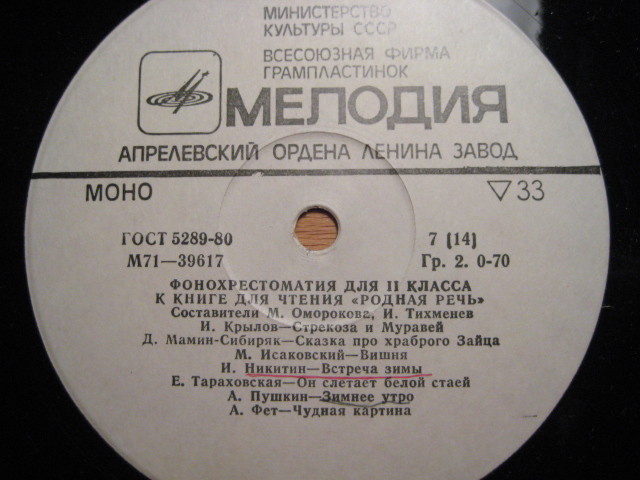 МИНИСТЕРСТВО
КУЛЬТУРЫ СССР
ВСЕСОЮЗНАЯ ФИРМА
ГРАМПЛАСТИНОК
МЕЛОДИЯ
АПРЕЛЕВСКИЙ ОРДЕНА ЛЕНИНА ЗАВОД
МОНО ▽33
ГОСТ 5289-80 7 (14)
М71—39617 Гр. 2. 0-70
ФОНОХРЕСТОМАТИЯ ДЛЯ II КЛАССА
К КНИГЕ ДЛЯ ЧТЕНИЯ «РОДНАЯ РЕЧЬ»
Составители М. Оморокова, И. Тихменев
И. Крылов—Стрекоза и Муравей
Д. Мамин-Сибиряк—Сказка про храброго Зайца
М. Исаковский—Вишня
И. Никитин—Встреча зимы
Е. Тараховская—Он слетает белой стаей
А. Пушкин—Зимнее утро
А. Фет—Чудная картина